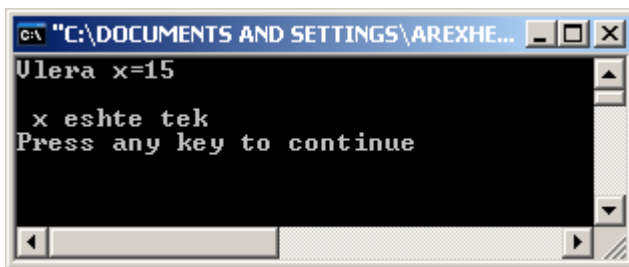 "C:\DOCUMENTS AND SETTINGS\AREXHE...
Vlera x=15
x eshte tek
Press any key to continue